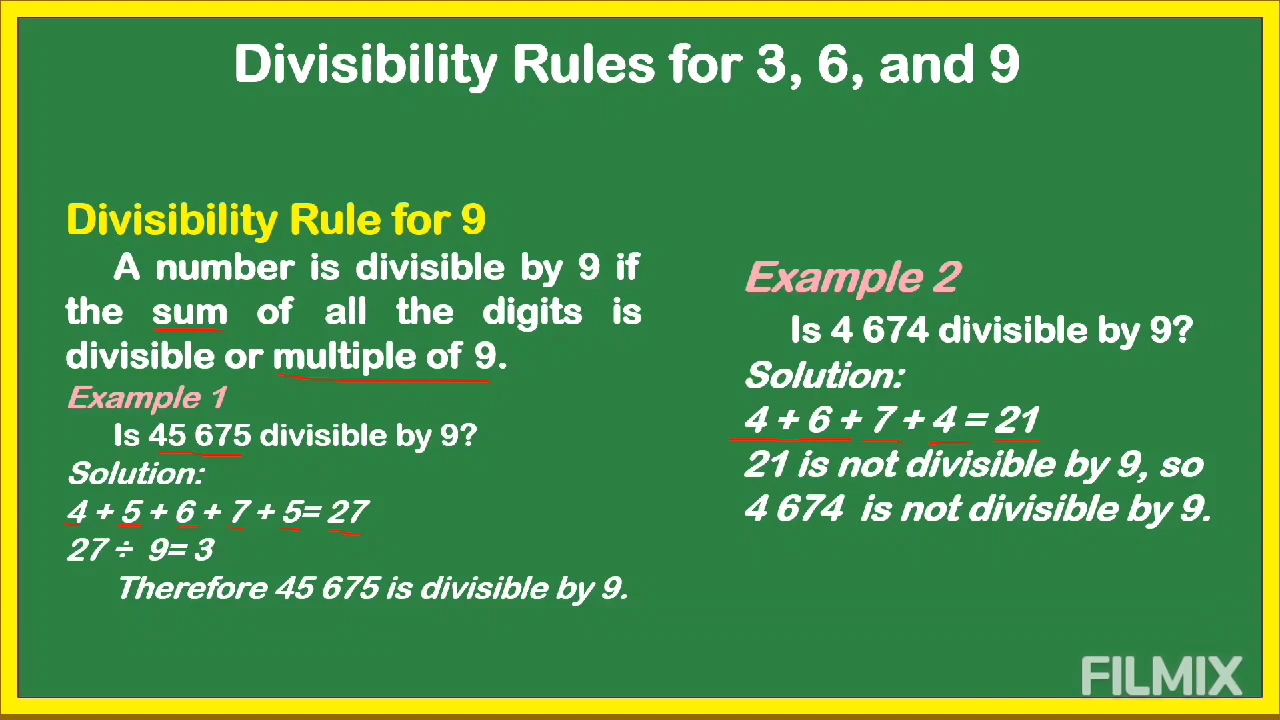 Divisibility Rules for 3, 6, and 9
Divisibility Rule for 9
A number is divisible by 9 if
the sum of all the digits is
divisible or multiple of 9.
Example 1
Is 45 675 divisible by 9?
Solution:
4 + 5 + 6 + 7 + 5= 27
27 ÷ 9= 3
Therefore 45 675 is divisible by 9.
Example 2
Is 4 674 divisible by 9?
Solution:
4 + 6 + 7 + 4 = 21
21 is not divisible by 9, so
4 674 is not divisible by 9.
FILMIX